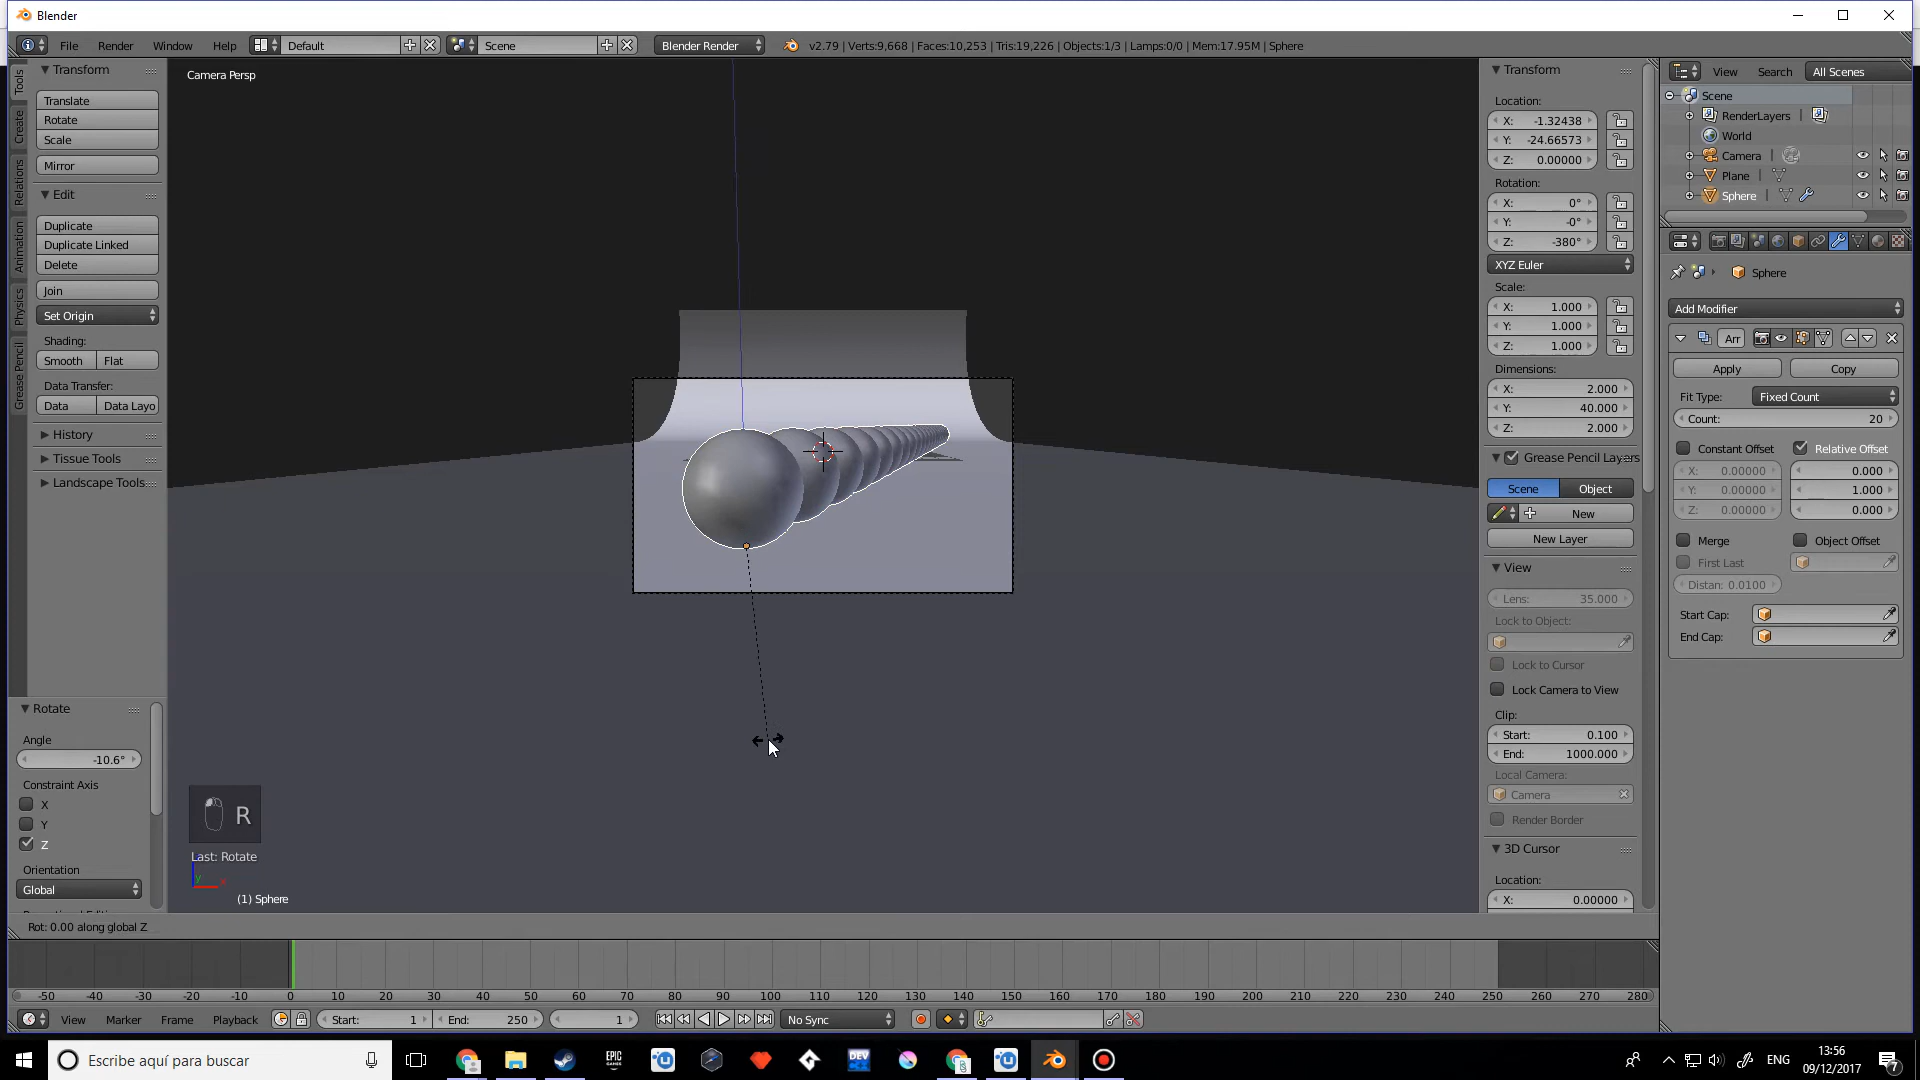 Blender
File Render Window Help Default Scene Blender Render v2.79 | Verts:9,668 | Faces:10,253 | Tris:19,226 | Objects:1/3 | Lamps:0/0 | Mem:17.95M | Sphere
Tools
Create
Relations
Animation
Physics
Grease Pencil
Transform
Translate
Rotate
Scale
Mirror
Edit
Duplicate
Duplicate Linked
Delete
Join
Set Origin
Shading:
Smooth Flat
Data Transfer:
Data Data Layo
History
Tissue Tools
Landscape Tools
Rotate
Angle
-10.6°
Constraint Axis
X
Y
Z
Orientation
Global
Camera Persp
R
Last: Rotate
y x
(1) Sphere
Rot: 0.00 along global Z
Transform
Location:
X: -1.32438
Y: -24.66573
Z: 0.00000
Rotation:
X: 0°
Y: -0°
Z: -380°
XYZ Euler
Scale:
X: 1.000
Y: 1.000
Z: 1.000
Dimensions:
X: 2.000
Y: 40.000
Z: 2.000
Grease Pencil Layers
Scene Object
New
New Layer
View
Lens: 35.000
Lock to Object:
Lock to Cursor
Lock Camera to View
Clip:
Start: 0.100
End: 1000.000
Local Camera:
Camera
Render Border
3D Cursor
Location:
X: 0.00000
View Search All Scenes
Scene
RenderLayers |
World
Camera |
Plane |
Sphere |
Sphere
Add Modifier
Arr
Apply Copy
Fit Type: Fixed Count
Count: 20
Constant Offset Relative Offset
X: 0.00000 0.000
Y: 0.00000 1.000
Z: 0.00000 0.000
Merge Object Offset
First Last
Distan: 0.0100
Start Cap:
End Cap:
-50 -40 -30 -20 -10 0 10 20 30 40 50 60 70 80 90 100 110 120 130 140 150 160 170 180 190 200 210 220 230 240 250 260 270 280
View Marker Frame Playback Start: 1 End: 250 1 No Sync
Escribe aquí para buscar
EPIC GAMES
DEV
ENG
13:56
09/12/2017
7